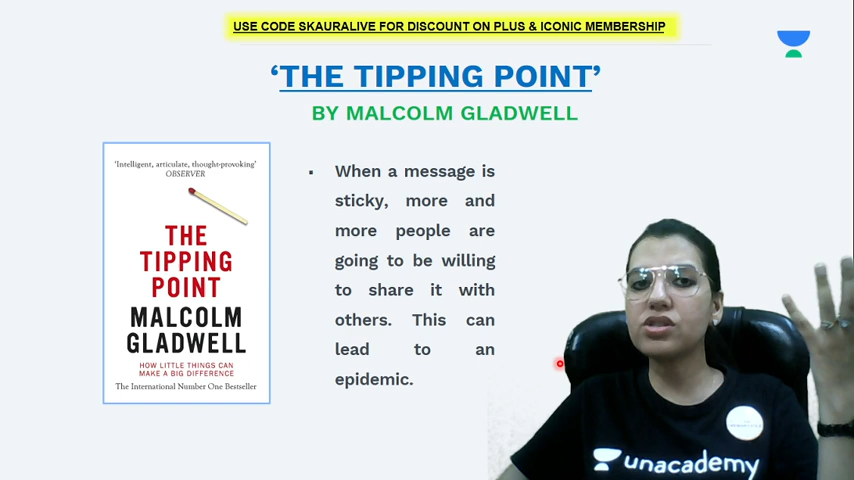 USE CODE SKAURALIVE FOR DISCOUNT ON PLUS & ICONIC MEMBERSHIP
‘THE TIPPING POINT’
BY MALCOLM GLADWELL
‘Intelligent, articulate, thought-provoking’
OBSERVER
THE
TIPPING
POINT
MALCOLM
GLADWELL
HOW LITTLE THINGS CAN
MAKE A BIG DIFFERENCE
The International Number One Bestseller
▪ When a message is
sticky, more and
more people are
going to be willing
to share it with
others. This can
lead to an
epidemic.
unacademy